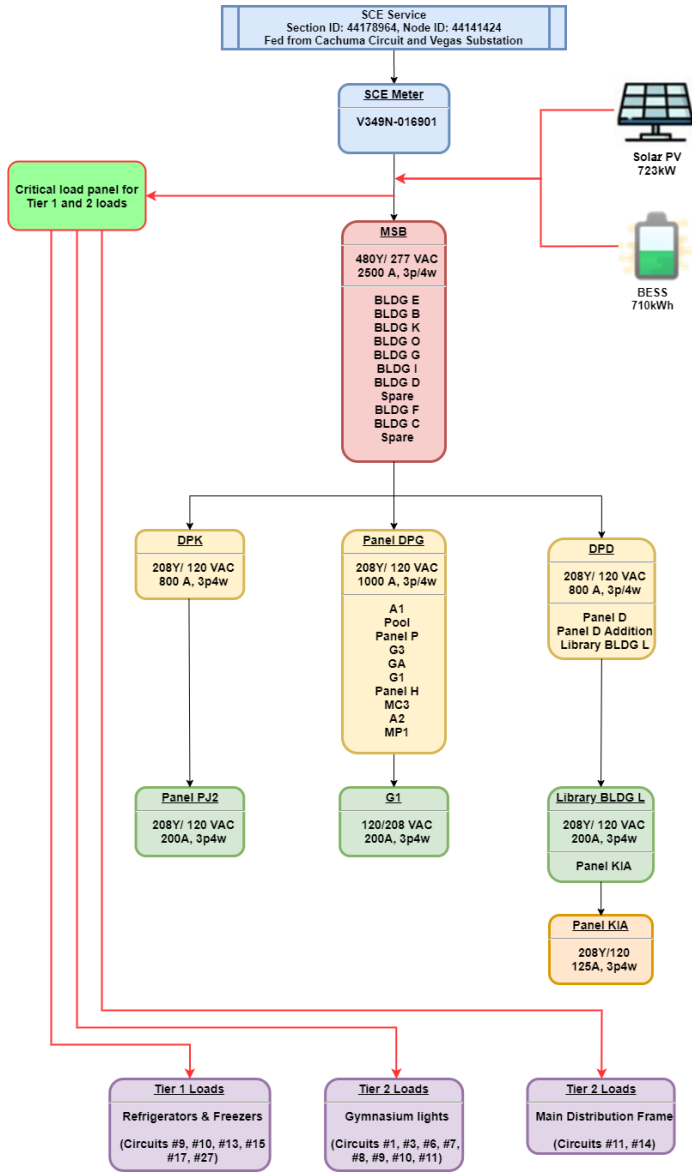 SCE Service
Section ID: 44178964, Node ID: 44141424
Fed from Cachuma Circuit and Vegas Substation
SCE Meter
V349N-016901
Solar PV
723kW
Critical load panel for
Tier 1 and 2 loads
BESS
710kWh
MSB
480Y/ 277 VAC
2500 A, 3p/4w
BLDG E
BLDG B
BLDG K
BLDG O
BLDG G
BLDG I
BLDG D
Spare
BLDG F
BLDG C
Spare
DPK
208Y/ 120 VAC
800 A, 3p4w
Panel DPG
208Y/ 120 VAC
1000 A, 3p/4w
A1
Pool
Panel P
G3
GA
G1
Panel H
MC3
A2
MP1
DPD
208Y/ 120 VAC
800 A, 3p/4w
Panel D
Panel D Addition
Library BLDG L
Panel PJ2
208Y/ 120 VAC
200A, 3p4w
G1
120/208 VAC
200A, 3p4w
Library BLDG L
208Y/ 120 VAC
200A, 3p4w
Panel KIA
Panel KIA
208Y/120
125A, 3p4w
Tier 1 Loads
Refrigerators & Freezers
(Circuits #9, #10, #13, #15
#17, #27)
Tier 2 Loads
Gymnasium lights
(Circuits #1, #3, #6, #7,
#8, #9, #10, #11)
Tier 2 Loads
Main Distribution Frame
(Circuits #11, #14)